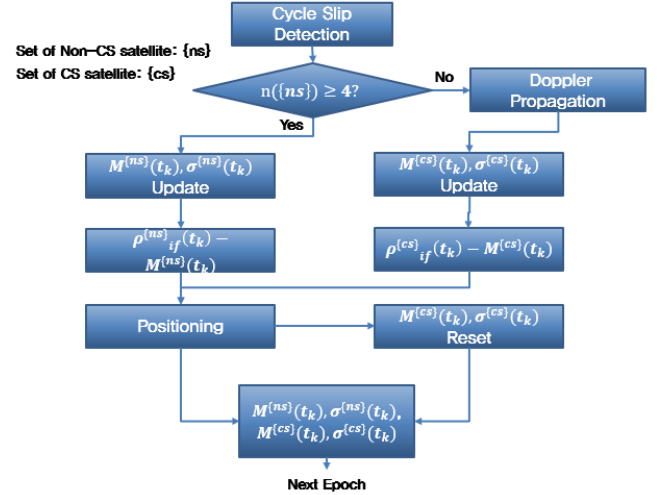 Cycle Slip
Detection
Set of Non-CS satellite: {ns}
Set of CS satellite: {cs}
n({ns}) ≥ 4?
No
Doppler
Propagation
Yes
M^{ns}(t_k), σ^{ns}(t_k)
Update
M^{cs}(t_k), σ^{cs}(t_k)
Update
ρ^{ns}_{if}(t_k) −
M^{ns}(t_k)
ρ^{cs}_{if}(t_k) − M^{cs}(t_k)
Positioning
M^{cs}(t_k), σ^{cs}(t_k)
Reset
M^{ns}(t_k), σ^{ns}(t_k),
M^{cs}(t_k), σ^{cs}(t_k)
Next Epoch